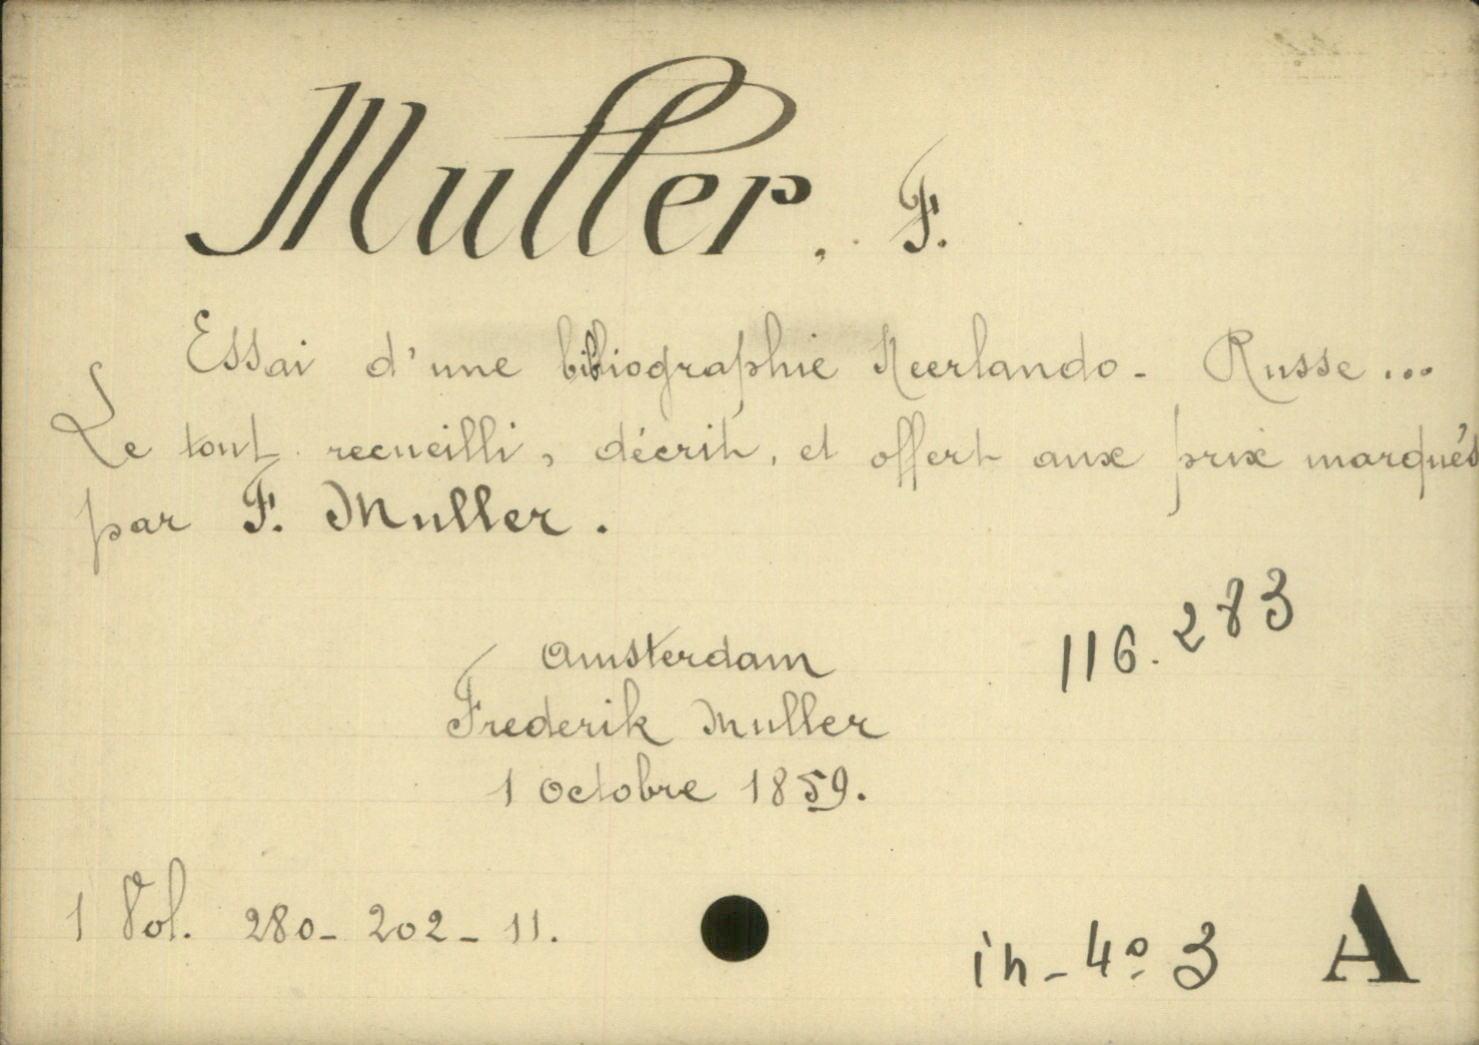 Muller, F.
Essai d'une bibliographie Neerlando - Russe...
Le tout recueilli, décrit, et offert aux prix marqués
par F. Muller.
116.283
Amsterdam
Frederik Muller
1 Octobre 1859.
1 Vol. 280 - 202 - 11.
in-4º 3 A